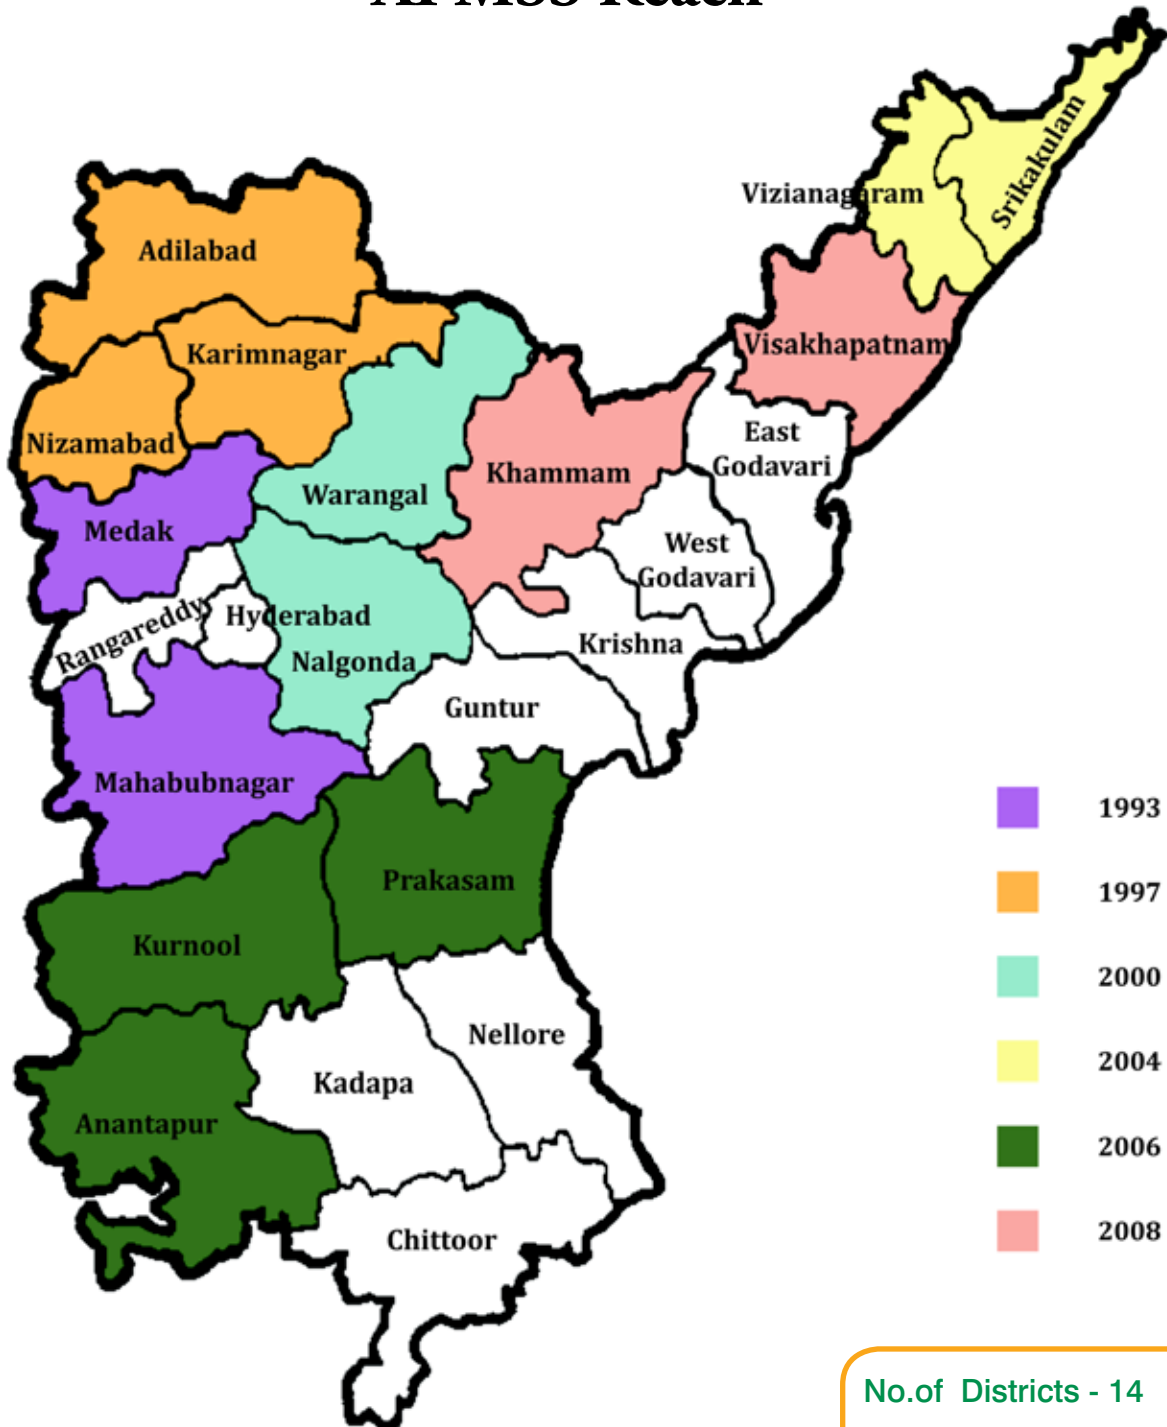 Srikakulam
Vizianagaram
Adilabad
Visakhapatnam
Karimnagar
East
Godavari
Nizamabad
Khammam
Warangal
Medak
West
Godavari
Rangareddy
Hyderabad
Krishna
Nalgonda
Guntur
Mahabubnagar
1993
Prakasam
1997
Kurnool
2000
Nellore
2004
Kadapa
Anantapur
2006
Chittoor
2008
No.of Districts - 14